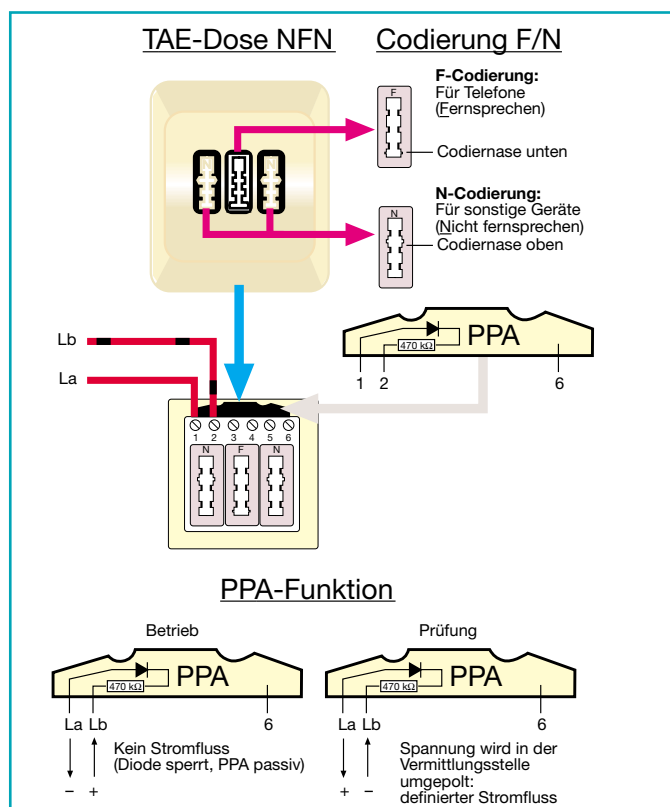 TAE-Dose NFN
Codierung F/N
F-Codierung:
Für Telefone
(Fernsprechen)
F
Codiernase unten
N
N
N-Codierung:
Für sonstige Geräte
(Nicht fernsprechen)
N
Codiernase oben
Lb
La
PPA
470 kΩ
1 2 6
1 2 3 4 5 6
N F N
PPA-Funktion
Betrieb
PPA
470 kΩ
La Lb 6
Kein Stromfluss
(Diode sperrt, PPA passiv)
– +
Prüfung
PPA
470 kΩ
La Lb 6
Spannung wird in der
Vermittlungsstelle
umgepolt:
definierter Stromfluss
+ –